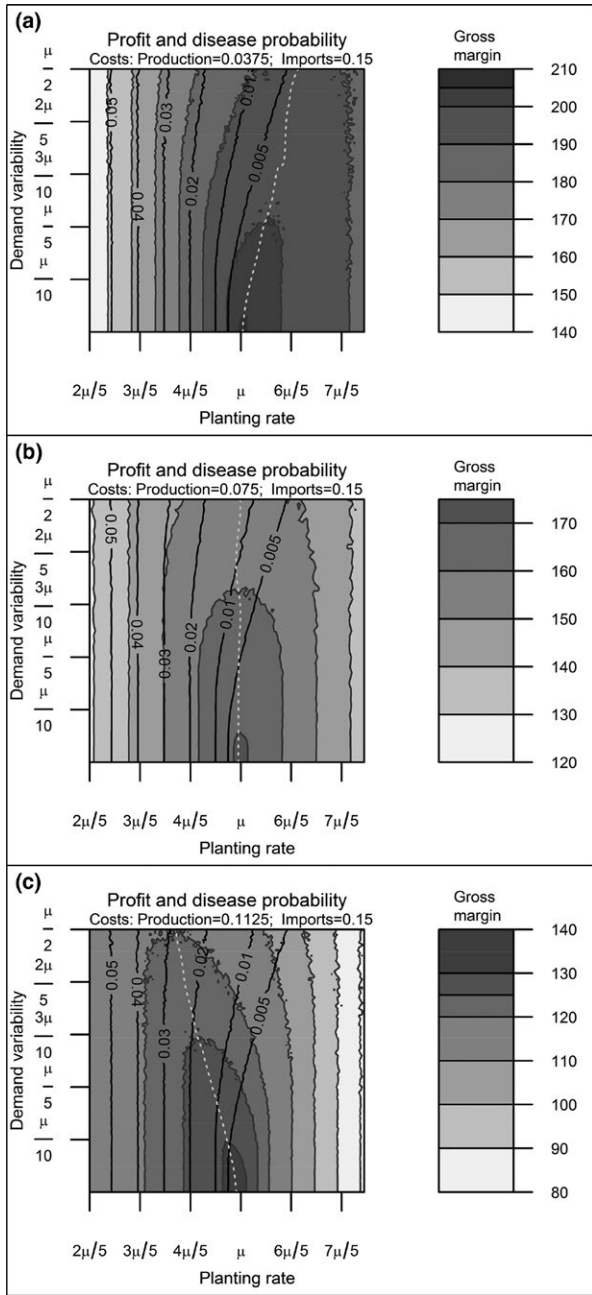 (a)
Profit and disease probability
Costs: Production=0.0375; Imports=0.15
Gross
margin
Demand variability
μ
2
2μ
5
3μ
10
μ
5
μ
10
0.05
0.04
0.03
0.02
0.01
0.005
210
200
190
180
170
160
150
140
2μ/5 3μ/5 4μ/5 μ 6μ/5 7μ/5
Planting rate
(b)
Profit and disease probability
Costs: Production=0.075; Imports=0.15
Gross
margin
Demand variability
μ
2
2μ
5
3μ
10
μ
5
μ
10
0.05
0.04
0.03
0.02
0.01
0.005
170
160
150
140
130
120
2μ/5 3μ/5 4μ/5 μ 6μ/5 7μ/5
Planting rate
(c)
Profit and disease probability
Costs: Production=0.1125; Imports=0.15
Gross
margin
Demand variability
μ
2
2μ
5
3μ
10
μ
5
μ
10
0.05
0.04
0.03
0.02
0.01
0.005
140
130
120
110
100
90
80
2μ/5 3μ/5 4μ/5 μ 6μ/5 7μ/5
Planting rate